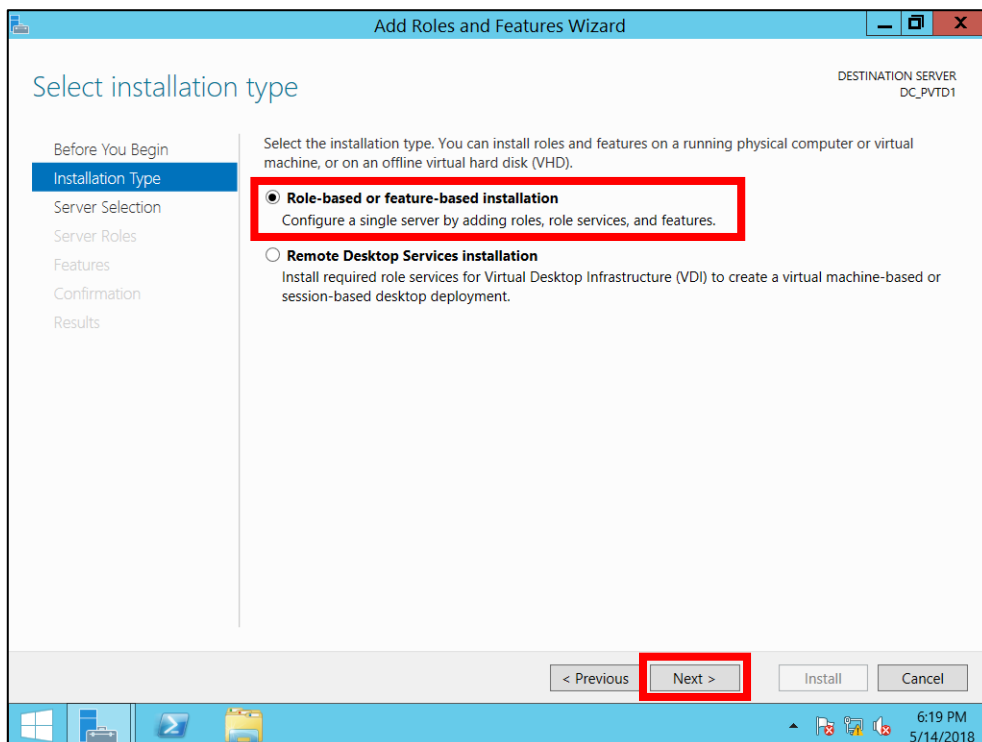 Add Roles and Features Wizard
Select installation type
DESTINATION SERVER
DC_PVTD1
Before You Begin
Installation Type
Server Selection
Server Roles
Features
Confirmation
Results
Select the installation type. You can install roles and features on a running physical computer or virtual
machine, or on an offline virtual hard disk (VHD).
Role-based or feature-based installation
Configure a single server by adding roles, role services, and features.
Remote Desktop Services installation
Install required role services for Virtual Desktop Infrastructure (VDI) to create a virtual machine-based or
session-based desktop deployment.
< Previous
Next >
Install
Cancel
6:19 PM
5/14/2018